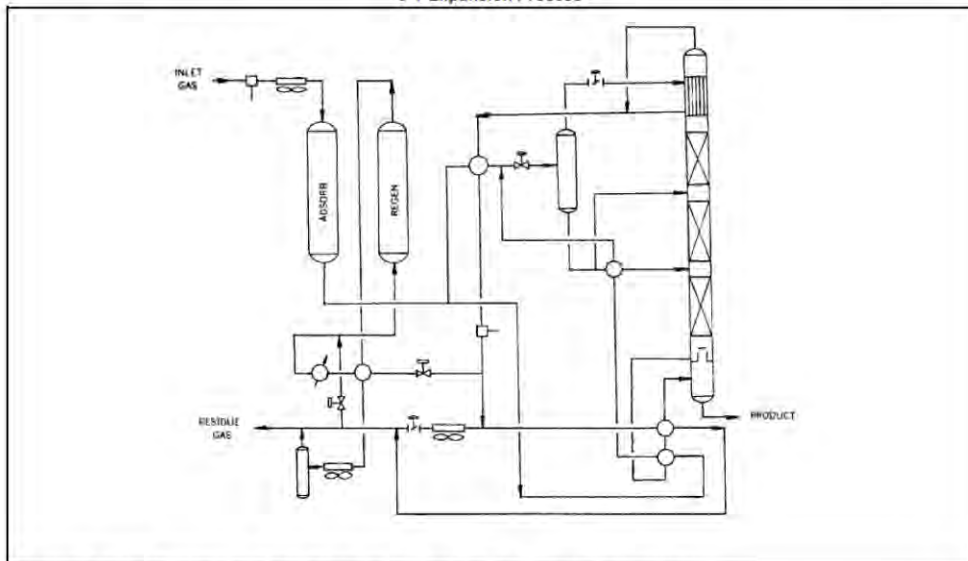 INLET
GAS
ADSORB
REGEN
RESIDUE
GAS
PRODUCT